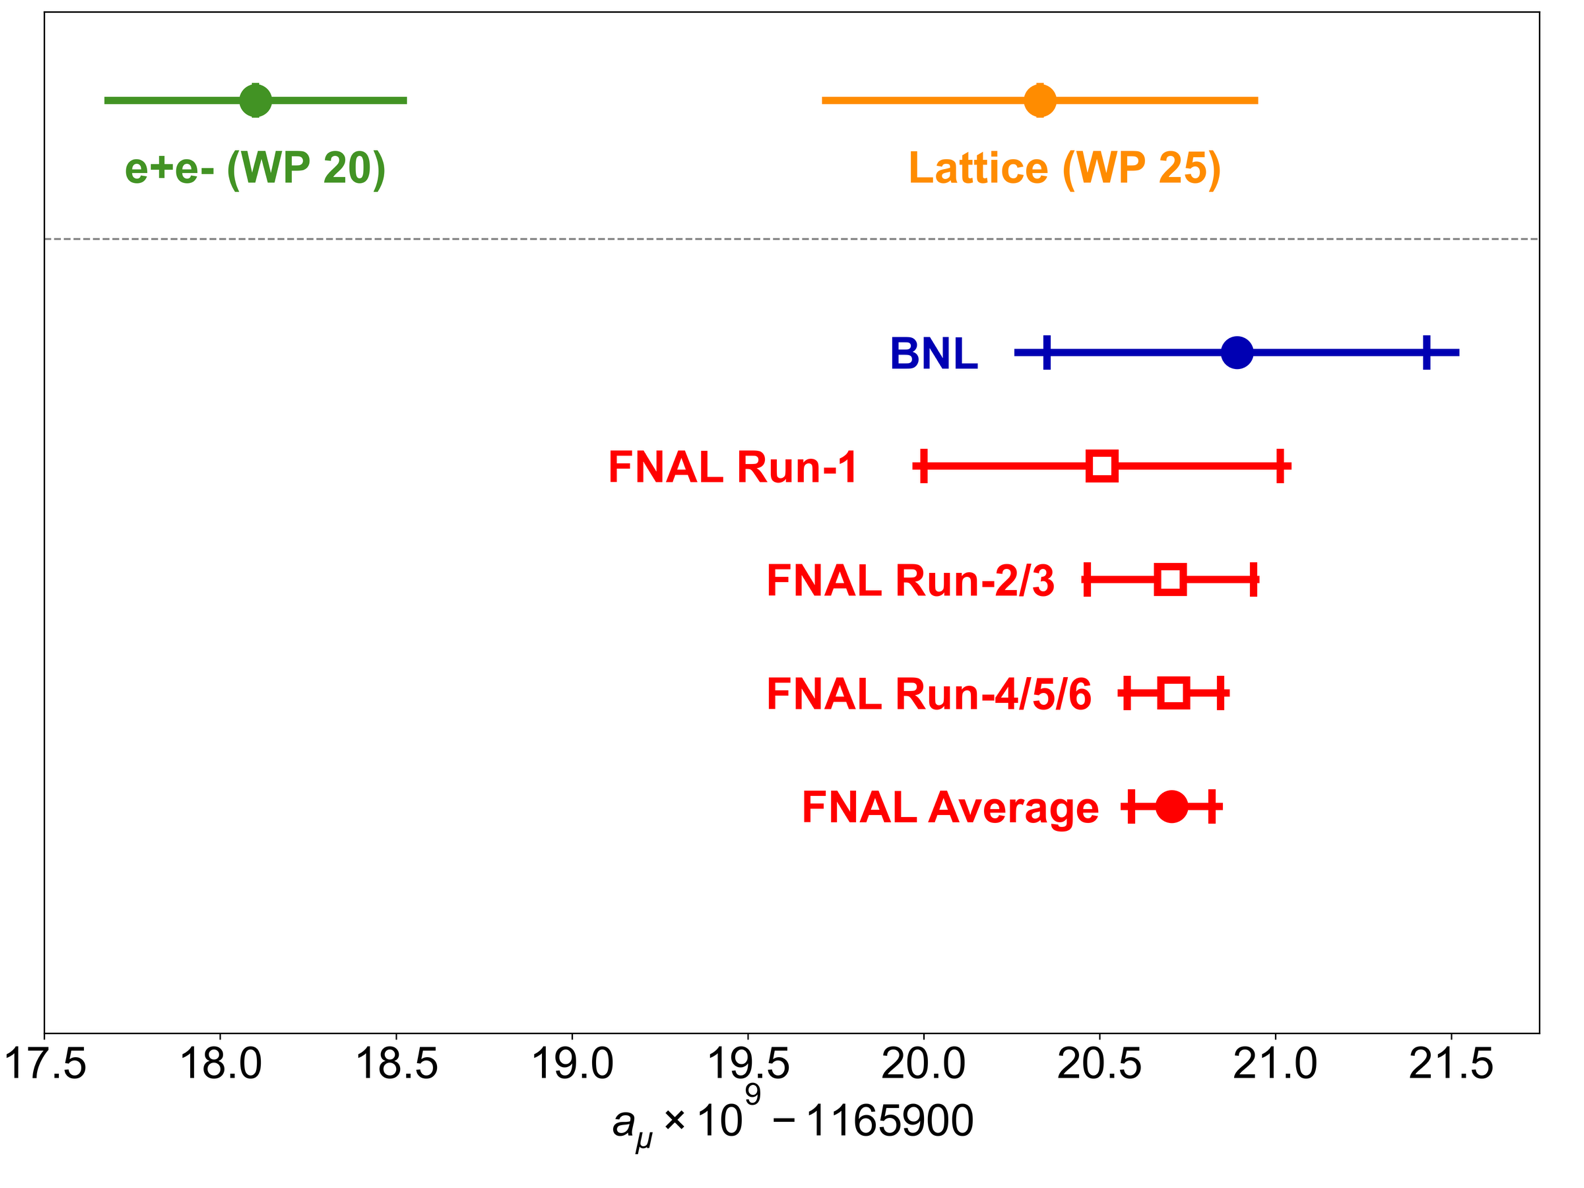 e+e- (WP 20)
Lattice (WP 25)
BNL
FNAL Run-1
FNAL Run-2/3
FNAL Run-4/5/6
FNAL Average
17.5 18.0 18.5 19.0 19.5 20.0 20.5 21.0 21.5
aμ × 10⁹ − 1165900